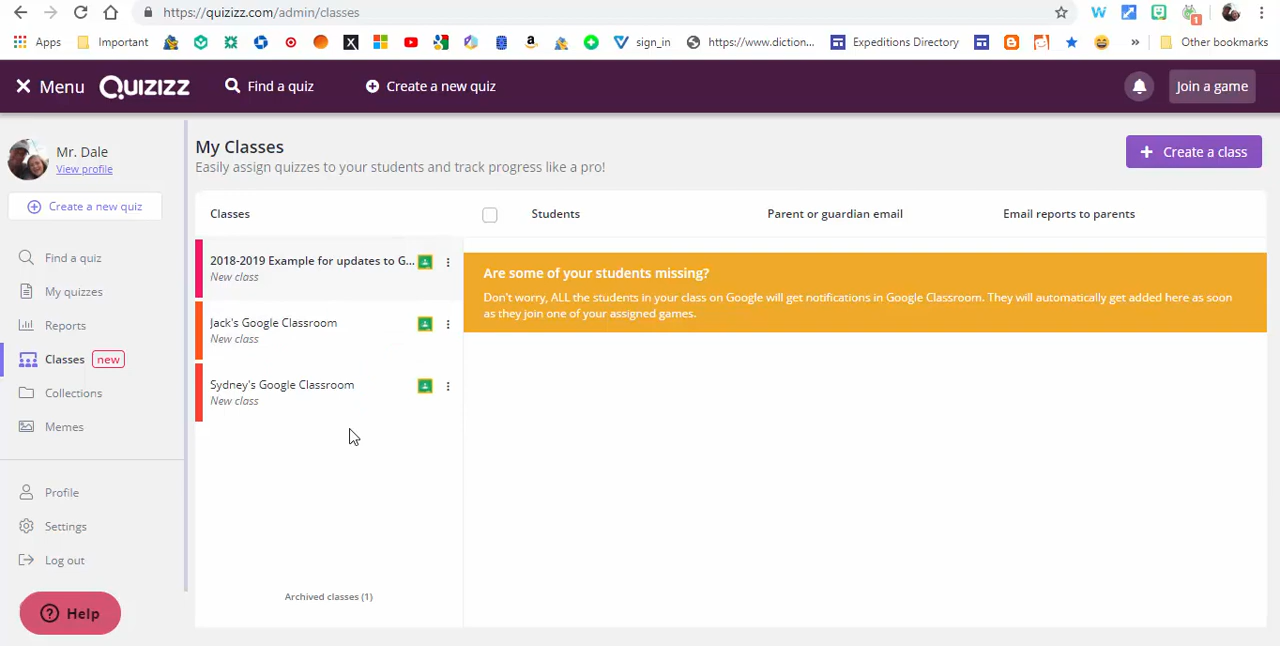 https://quizizz.com/admin/classes
Apps Important sign_in https://www.diction... Expeditions Directory » Other bookmarks
Menu QUIZIZZ Find a quiz Create a new quiz Join a game
Mr. Dale
View profile
Create a new quiz
Find a quiz
My quizzes
Reports
Classes new
Collections
Memes
Profile
Settings
Log out
Help
My Classes
Easily assign quizzes to your students and track progress like a pro!
+ Create a class
Classes Students Parent or guardian email Email reports to parents
2018-2019 Example for updates to G...
New class
Jack's Google Classroom
New class
Sydney's Google Classroom
New class
Archived classes (1)
Are some of your students missing?
Don't worry, ALL the students in your class on Google will get notifications in Google Classroom. They will automatically get added here as soon
as they join one of your assigned games.